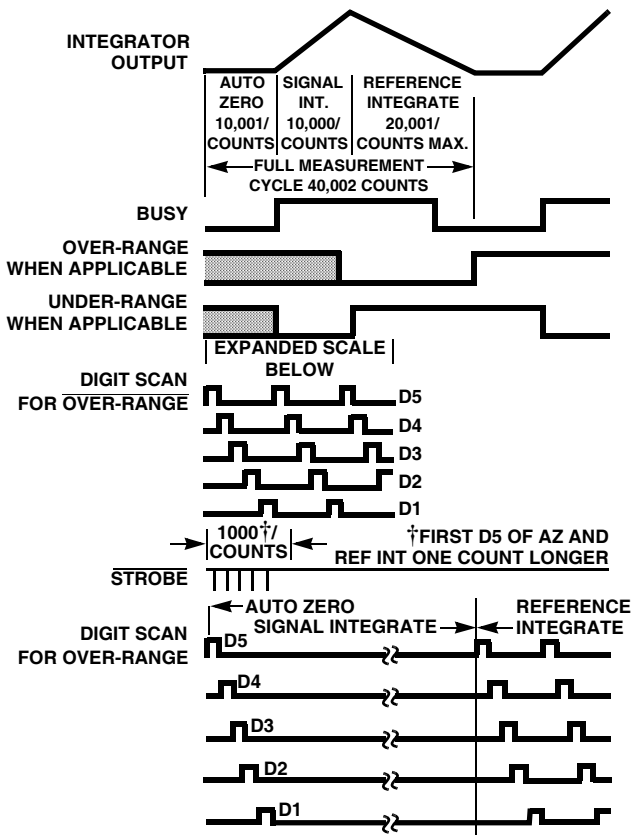 INTEGRATOR
OUTPUT
AUTO
ZERO
10,001/
COUNTS
SIGNAL
INT.
10,000/
COUNTS
REFERENCE
INTEGRATE
20,001/
COUNTS MAX.
FULL MEASUREMENT
CYCLE 40,002 COUNTS
BUSY
OVER-RANGE
WHEN APPLICABLE
UNDER-RANGE
WHEN APPLICABLE
EXPANDED SCALE
BELOW
DIGIT SCAN
FOR OVER-RANGE
D5
D4
D3
D2
D1
1000†/
COUNTS
†FIRST D5 OF AZ AND
REF INT ONE COUNT LONGER
STROBE
AUTO ZERO
SIGNAL INTEGRATE
REFERENCE
INTEGRATE
DIGIT SCAN
FOR OVER-RANGE
D5
D4
D3
D2
D1